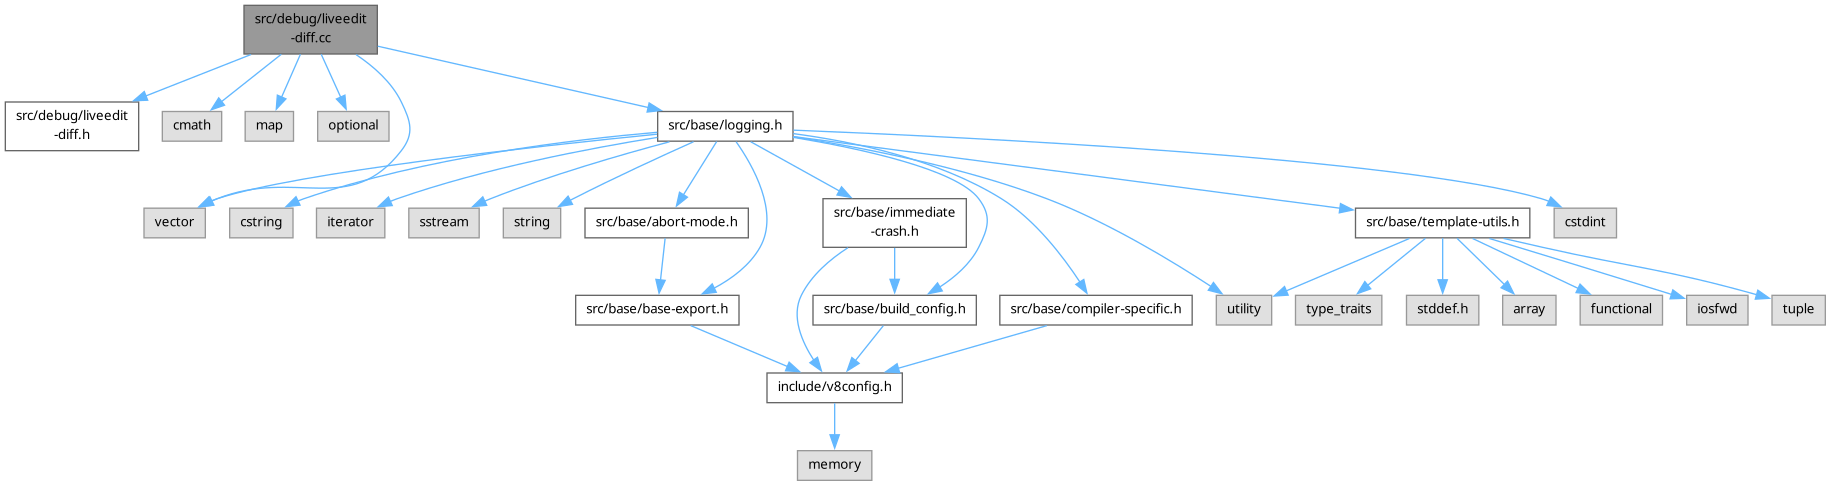 src/debug/liveedit
-diff.cc
src/debug/liveedit
-diff.h
cmath
map
optional
src/base/logging.h
vector
cstring
iterator
sstream
string
src/base/abort-mode.h
src/base/immediate
-crash.h
src/base/template-utils.h
cstdint
src/base/base-export.h
src/base/build_config.h
src/base/compiler-specific.h
utility
type_traits
stddef.h
array
functional
iosfwd
tuple
include/v8config.h
memory